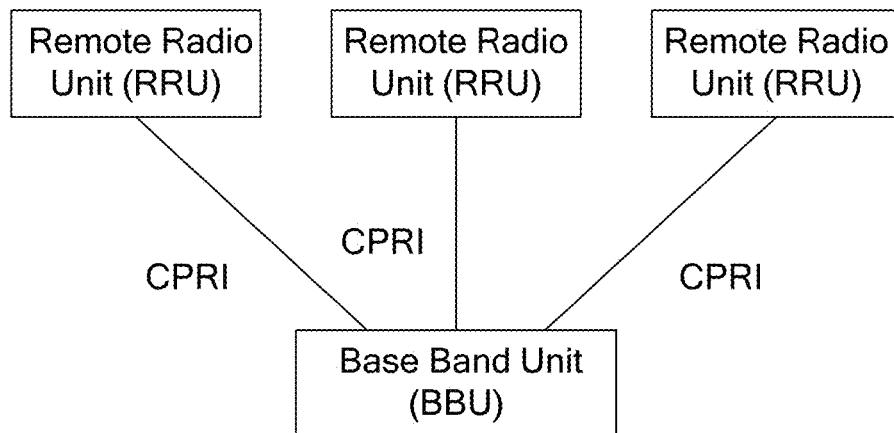 Remote Radio
Unit (RRU)
Remote Radio
Unit (RRU)
Remote Radio
Unit (RRU)
CPRI
CPRI
CPRI
Base Band Unit
(BBU)